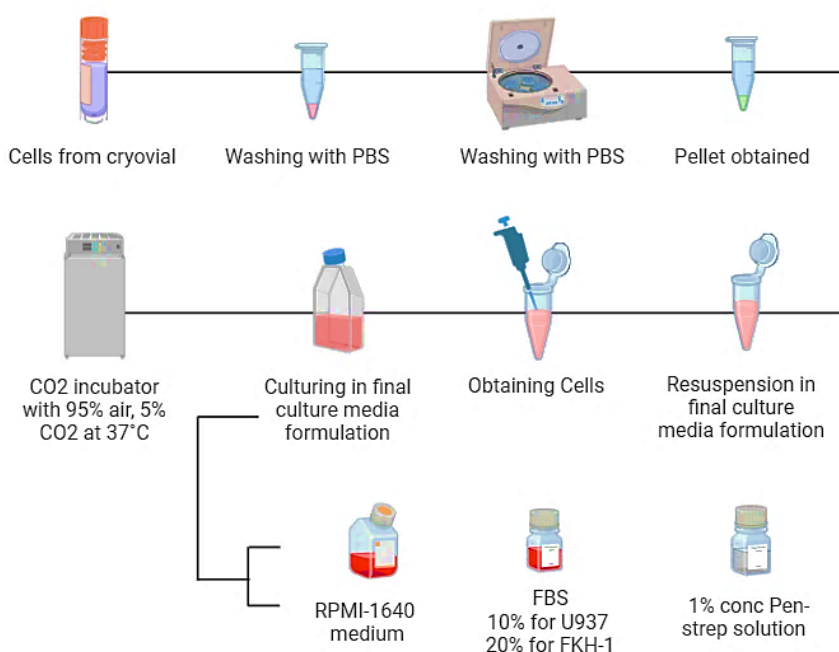 Cells from cryovial
Washing with PBS
Washing with PBS
Pellet obtained
CO2 incubator
with 95% air, 5%
CO2 at 37˚C
Culturing in final
culture media
formulation
Obtaining Cells
Resuspension in
final culture
media formulation
RPMI-1640
medium
FBS
10% for U937
20% for FKH-1
1% conc Pen-
strep solution